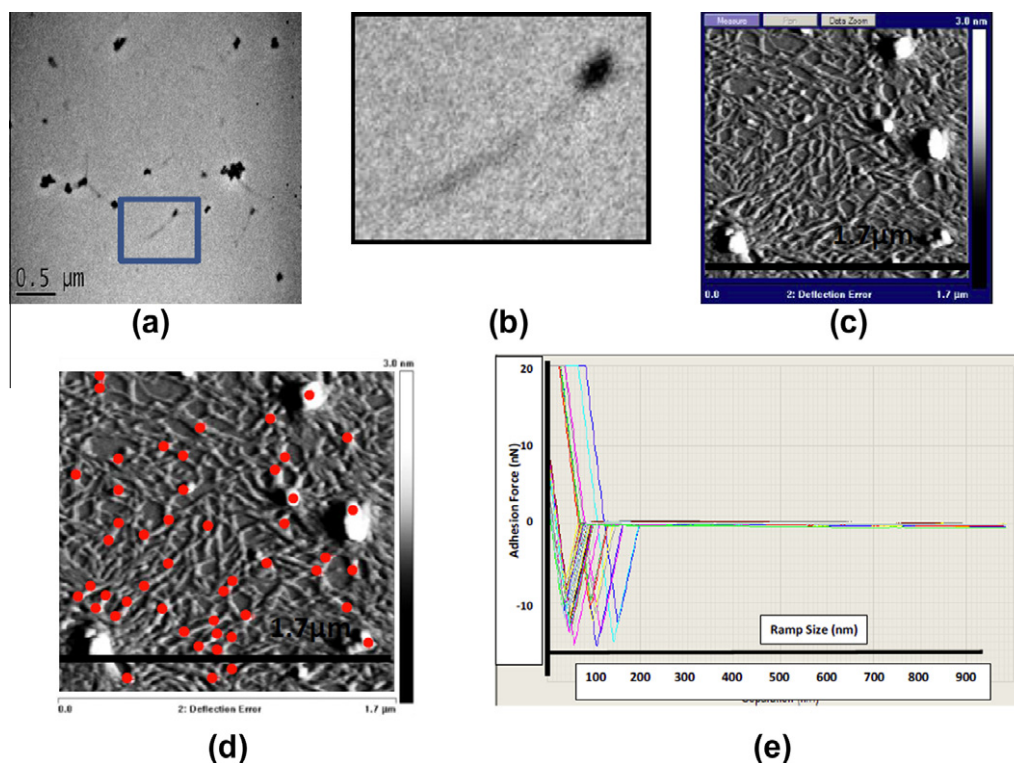 0.5 μm
(a)
(b)
Measure Pan Data Zoom
3.0 nm
1.7μm
0.0 2: Deflection Error 1.7 μm
(c)
3.0 nm
1.7μm
0.0 2: Deflection Error 1.7 μm
(d)
20
10
0
-10
Adhesion Force (nN)
Ramp Size (nm)
100 200 300 400 500 600 700 800 900
(e)